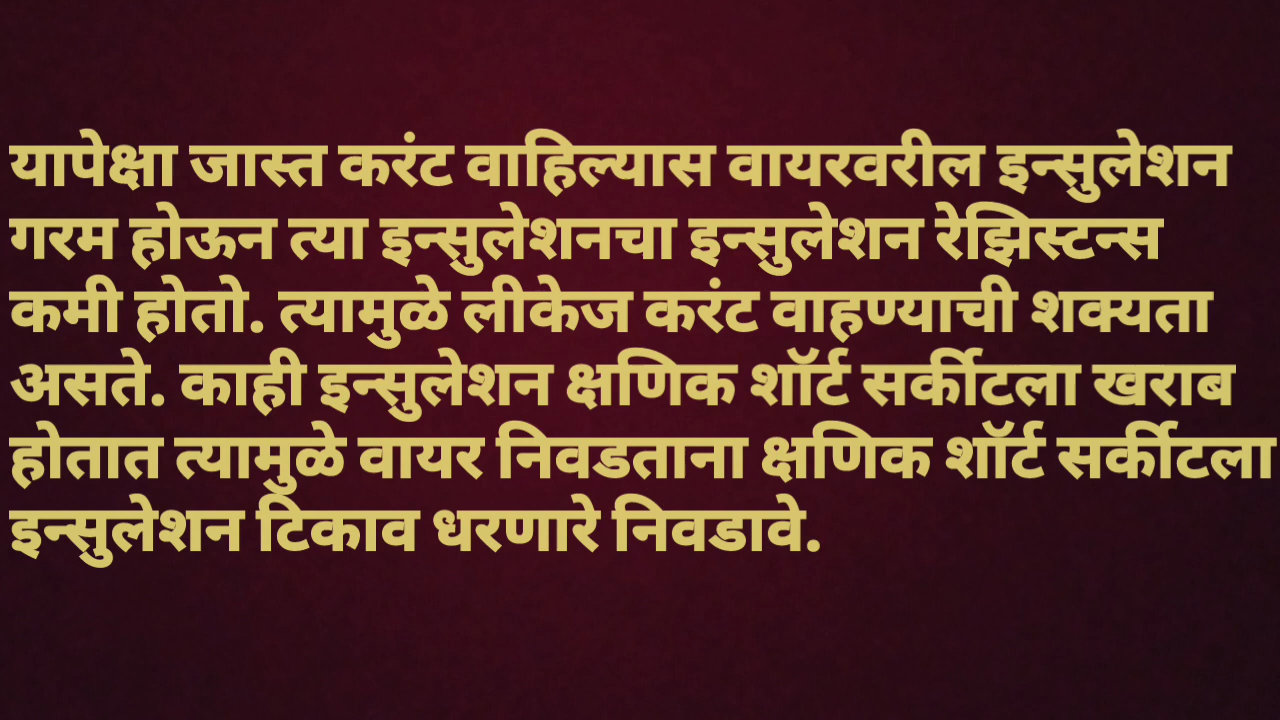 यापेक्षा जास्त करंट वाहिल्यास वायरवरील इन्सुलेशन
गरम होऊन त्या इन्सुलेशनचा इन्सुलेशन रेझिस्टन्स
कमी होतो. त्यामुळे लीकेज करंट वाहण्याची शक्यता
असते. काही इन्सुलेशन क्षणिक शॉर्ट सर्कीटला खराब
होतात त्यामुळे वायर निवडताना क्षणिक शॉर्ट सर्कीटला
इन्सुलेशन टिकाव धरणारे निवडावे.